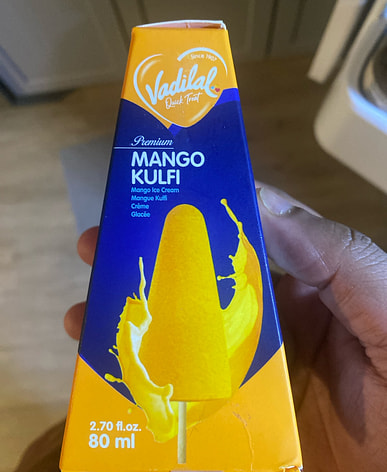 Since 1907
Vadilal
Quick Treat
Premium
MANGO
KULFI
Mango Ice Cream
Mangue Kulfi
Crème
Glacée
2.70 fl.oz.
80 ml